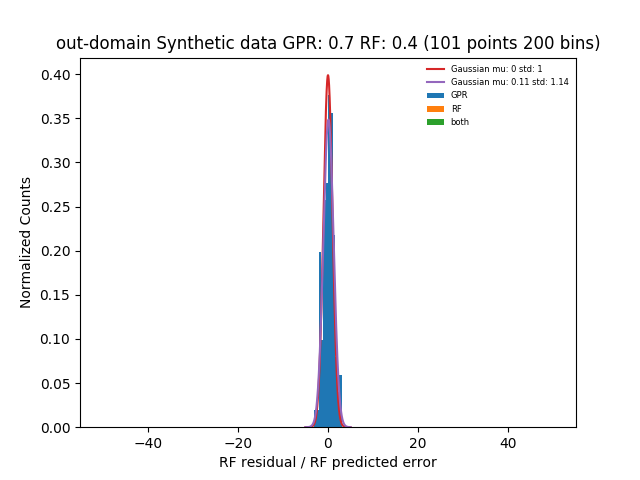 out-domain Synthetic data GPR: 0.7 RF: 0.4 (101 points 200 bins)
Gaussian mu: 0 std: 1
Gaussian mu: 0.11 std: 1.14
GPR
RF
both
Normalized Counts
0.40
0.35
0.30
0.25
0.20
0.15
0.10
0.05
0.00
−40 −20 0 20 40
RF residual / RF predicted error